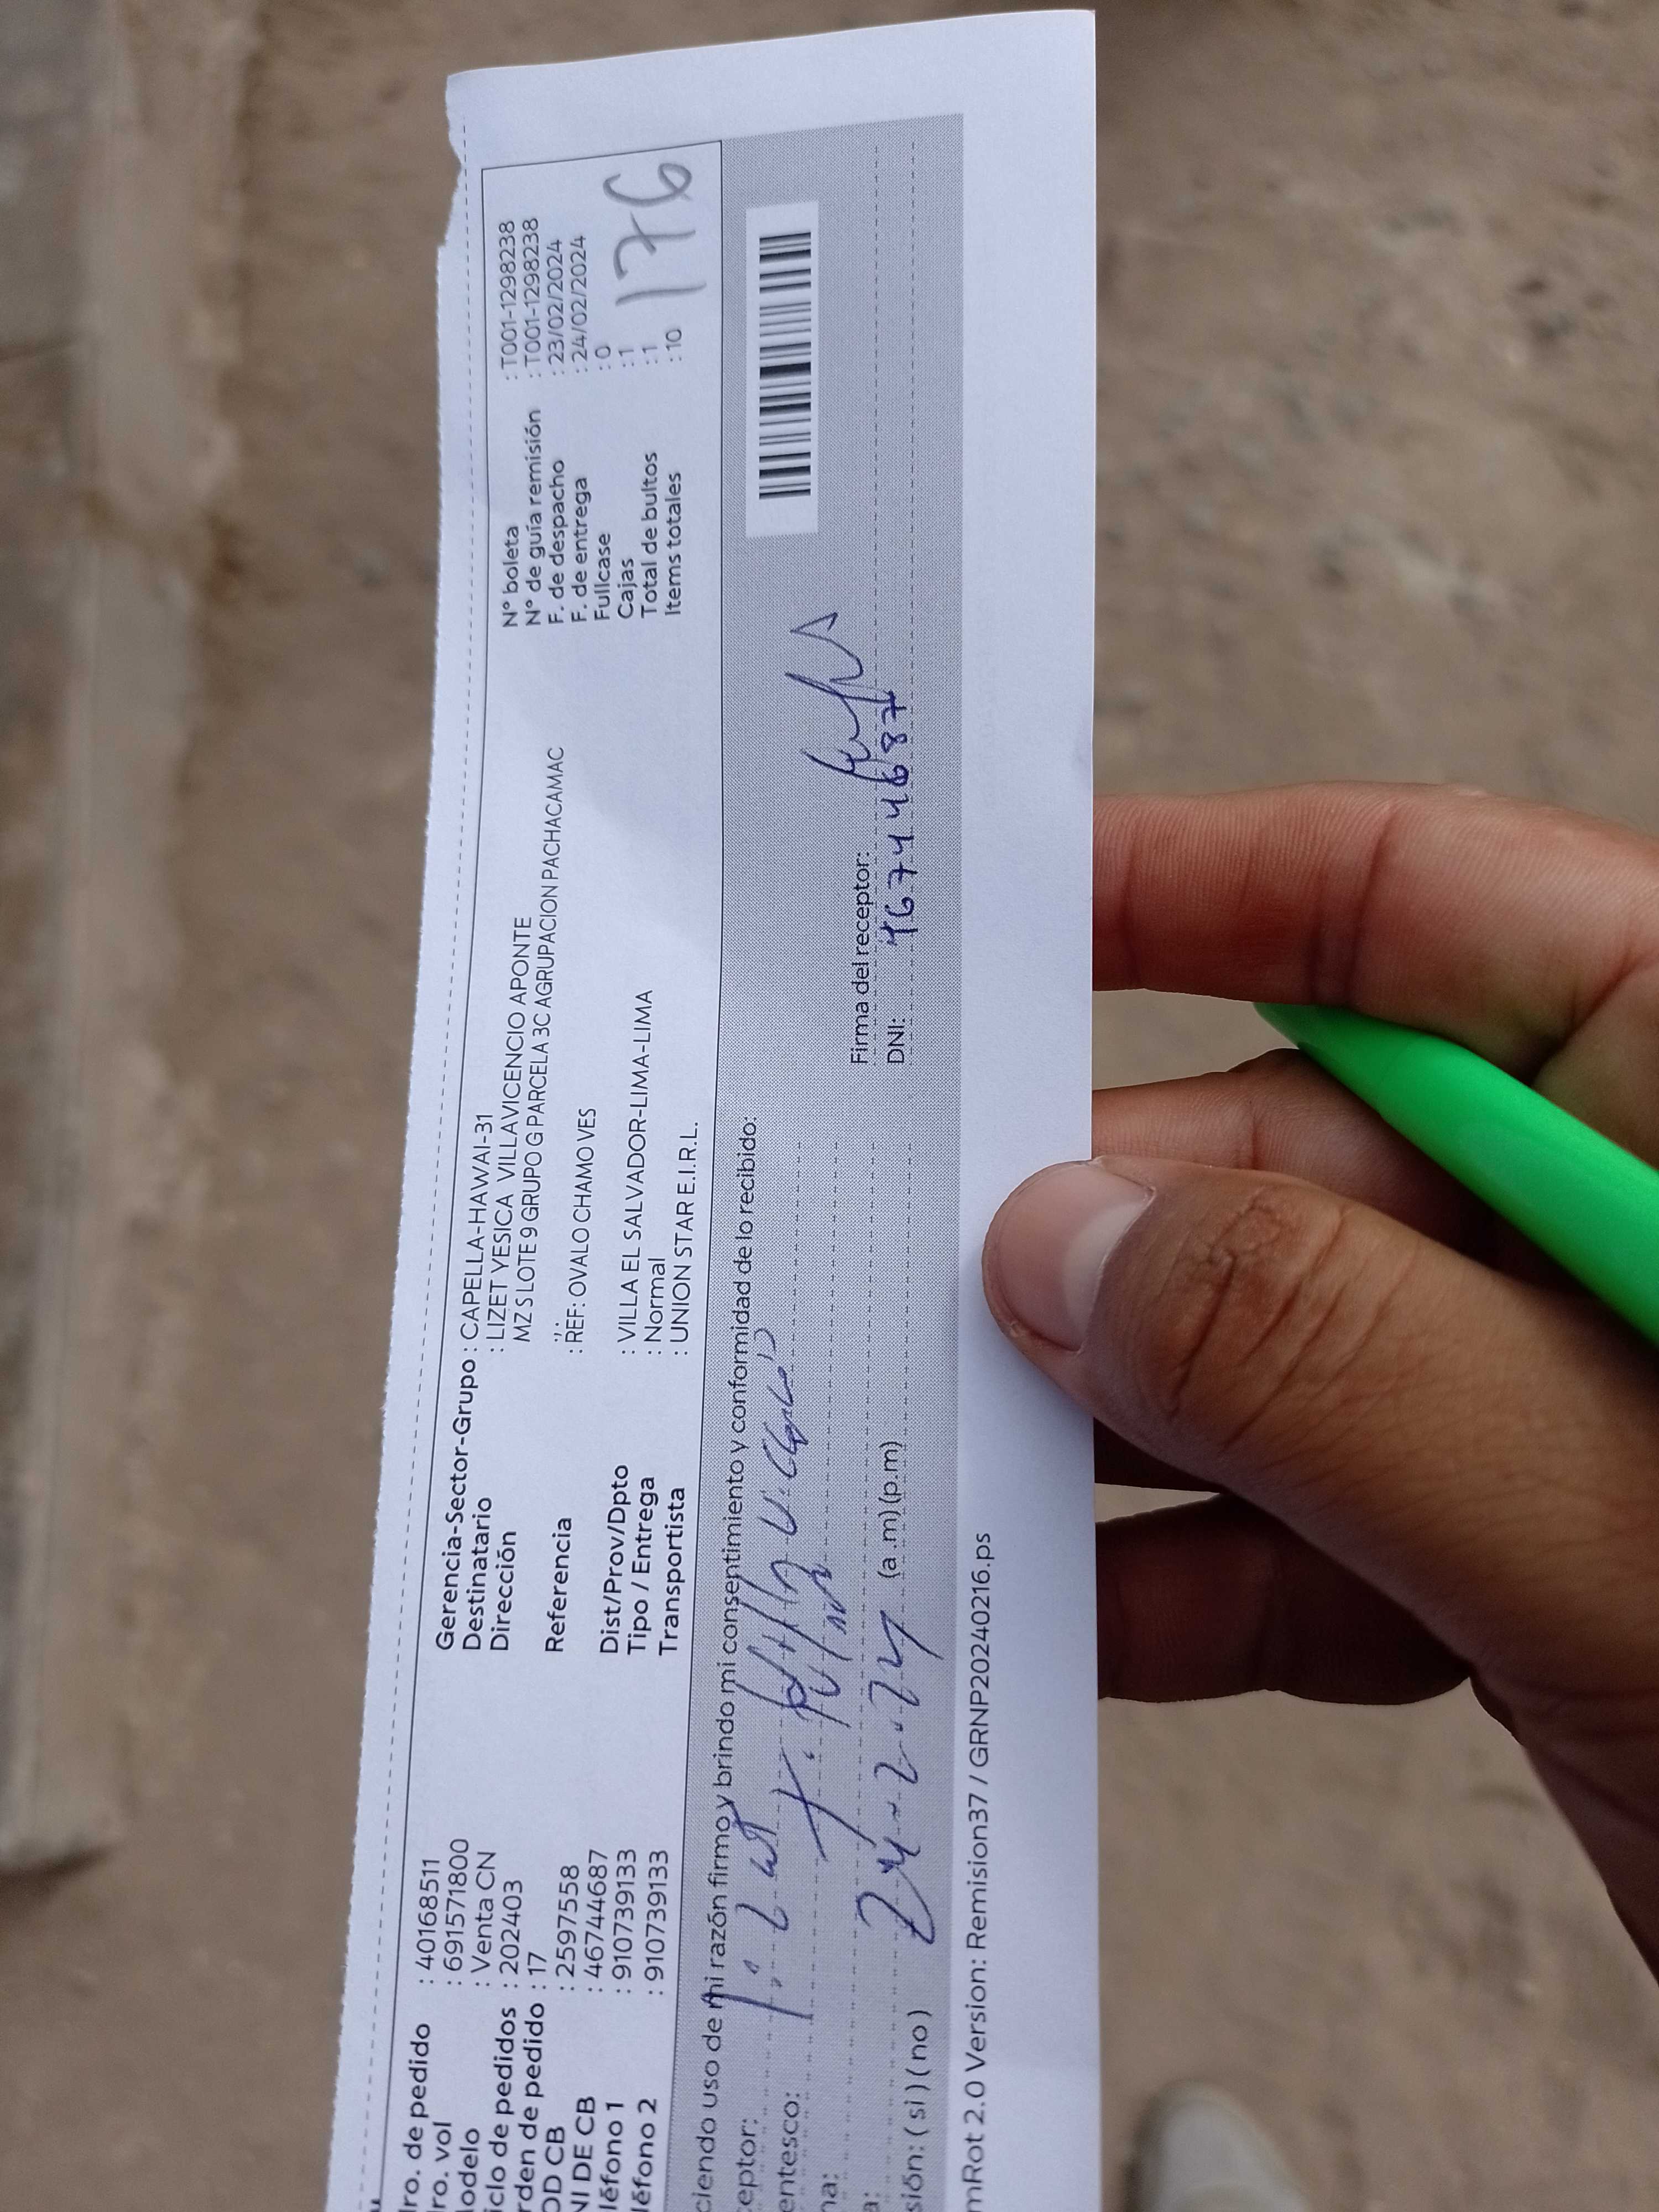 ro. de pedido : 40168511
ro. vol : 691571800
odelo : Venta CN
iclo de pedidos : 202403
rden de pedido : 17
OD CB : 2597558
NI DE CB : 46744687
léfono 1 : 910739133
léfono 2 : 910739133
Gerencia-Sector-Grupo : CAPELLA-HAWAI-31
Destinatario : LIZET YESICA VILLAVICENCIO APONTE
Dirección MZ S LOTE 9 GRUPO G PARCELA 3C AGRUPACION PACHACAMAC
Referencia : REF: OVALO CHAMO VES
Dist/Prov/Dpto : VILLA EL SALVADOR-LIMA-LIMA
Tipo / Entrega : Normal
Transportista : UNION STAR E.I.R.L.
N° boleta : T001-1298238
N° de guía remisión : T001-1298238
F. de despacho : 23/02/2024
F. de entrega : 24/02/2024
Fullcase : 0
Cajas : 1
Total de bultos : 1
Items totales : 10
176
ciendo uso de mi razón firmo y brindo mi consentimiento y conformidad de lo recibido:
eptor:
entesco:
na:
a: 24-2-24 (a.m) (p.m)
sión: ( si ) ( no )
Firma del receptor:
DNI: 46744687
mRot 2.0 Version: Remision37 / GRNP20240216.ps